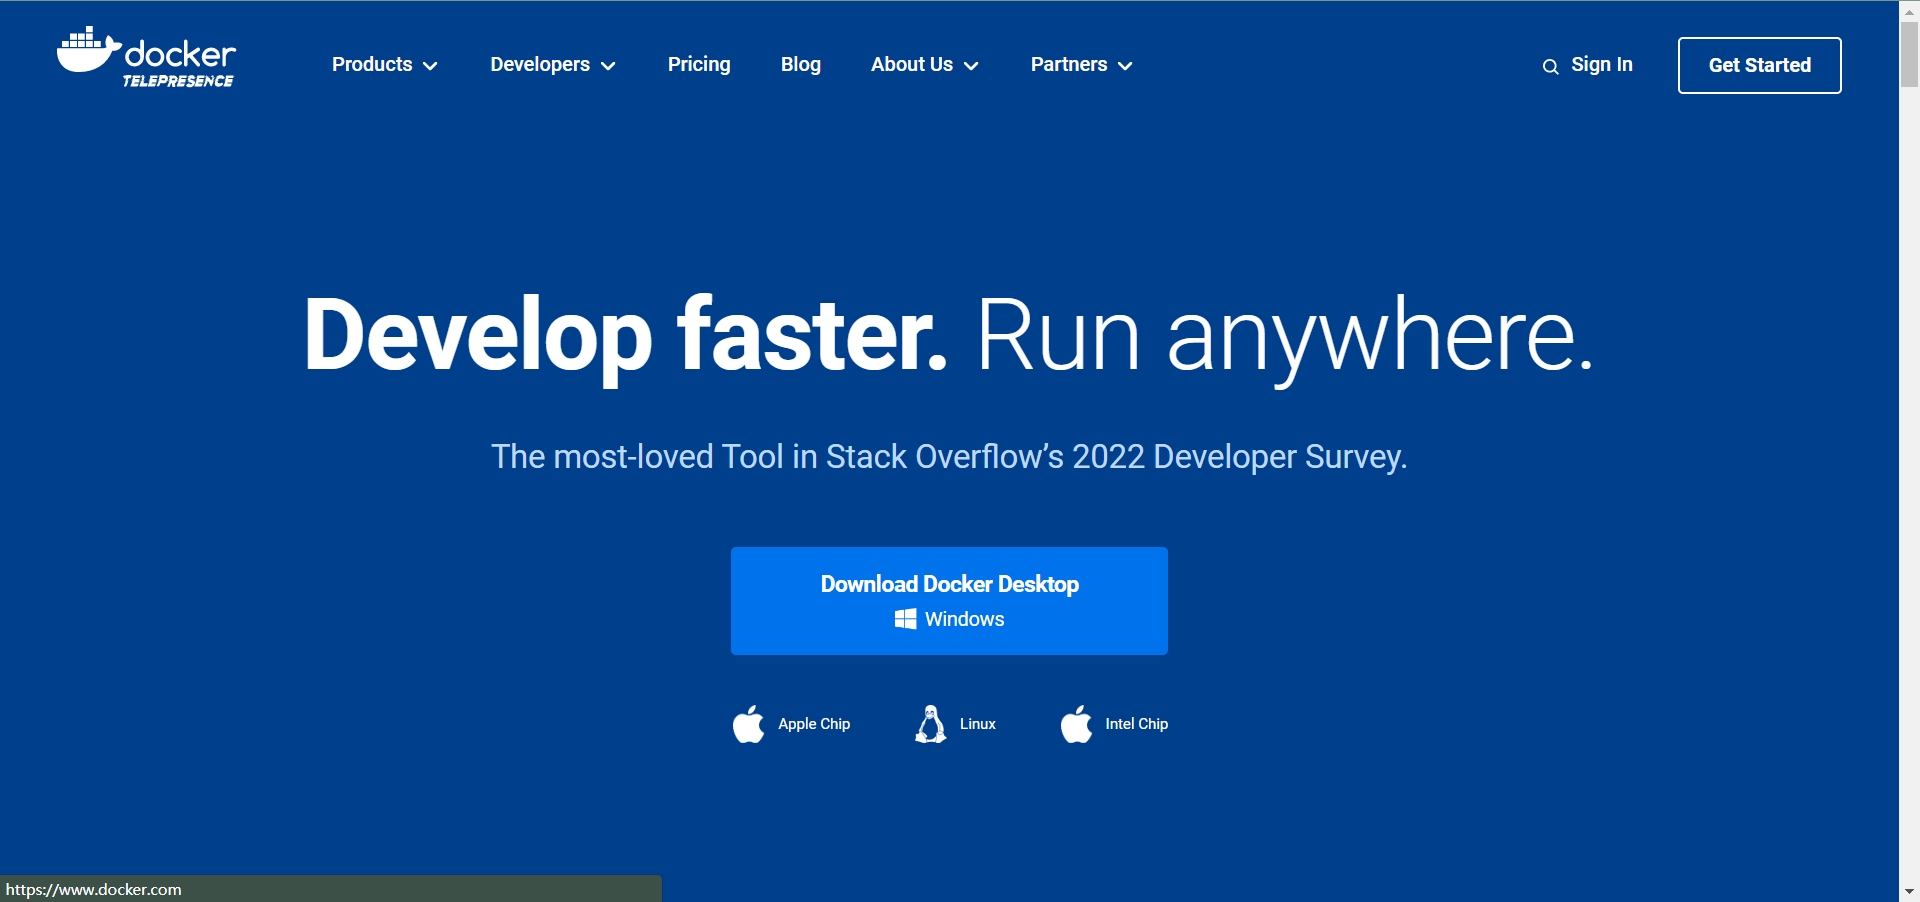 docker
TELEPRESENCE
Products
Developers
Pricing
Blog
About Us
Partners
Sign In
Get Started
Develop faster. Run anywhere.
The most-loved Tool in Stack Overflow’s 2022 Developer Survey.
Download Docker Desktop
Windows
Apple Chip
Linux
Intel Chip
https://www.docker.com